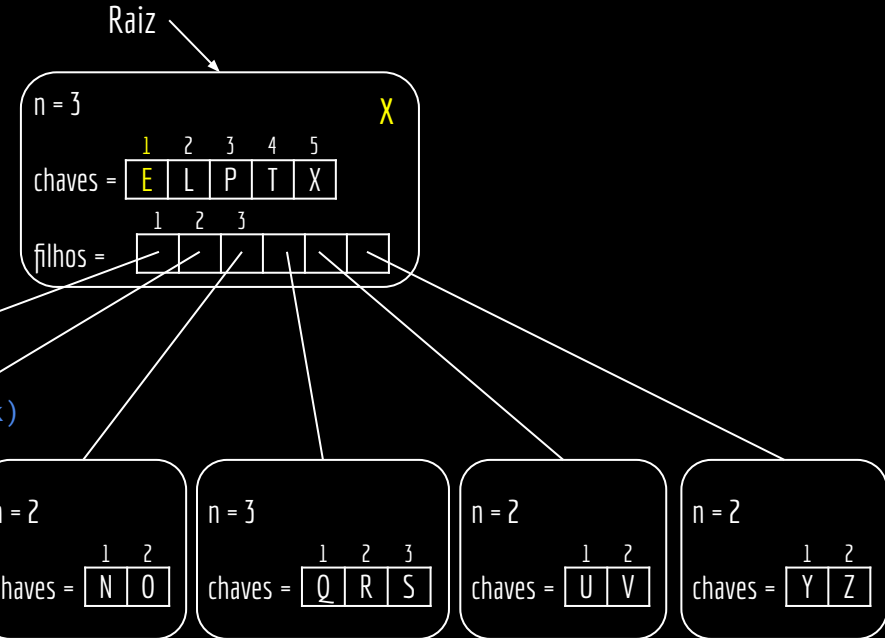 Raiz
n = 3 X
1 2 3 4 5
chaves = E L P T X
1 2 3
filhos =
)
= 2 n = 3 n = 2 n = 2
1 2 1 2 3 1 2 1 2
haves = N O chaves = Q R S chaves = U V chaves = Y Z